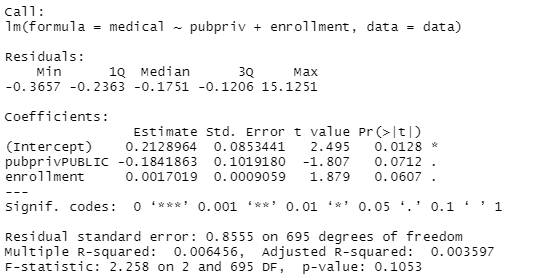 Call:
lm(formula = medical ~ pubpriv + enrollment, data = data)
Residuals:
Min 1Q Median 3Q Max
-0.3657 -0.2363 -0.1751 -0.1206 15.1251
Coefficients:
Estimate Std. Error t value Pr(>|t|)
(Intercept) 0.2128964 0.0853441 2.495 0.0128 *
pubprivPUBLIC -0.1841863 0.1019180 -1.807 0.0712 .
enrollment 0.0017019 0.0009059 1.879 0.0607 .
---
Signif. codes: 0 ‘***’ 0.001 ‘**’ 0.01 ‘*’ 0.05 ‘.’ 0.1 ‘ ’ 1
Residual standard error: 0.8555 on 695 degrees of freedom
Multiple R-squared: 0.006456, Adjusted R-squared: 0.003597
F-statistic: 2.258 on 2 and 695 DF, p-value: 0.1053